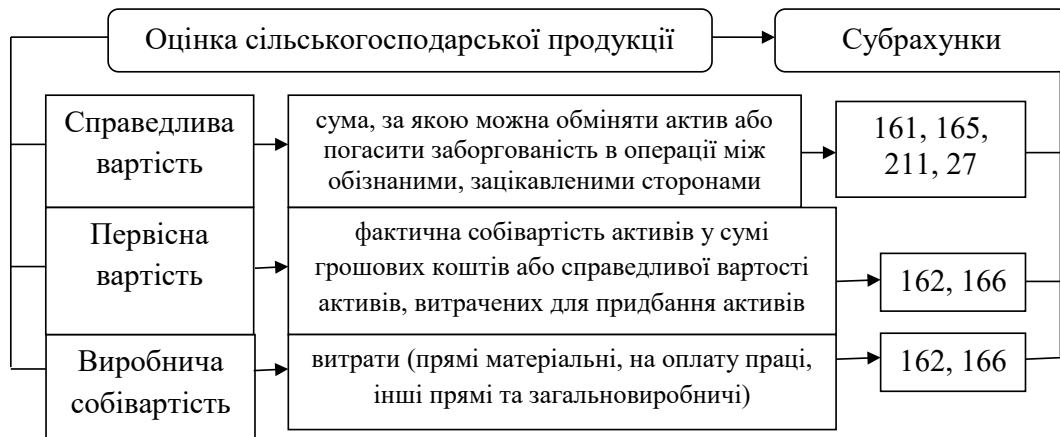 Оцінка сільськогосподарської продукції
Субрахунки
Справедлива
вартість
сума, за якою можна обміняти актив або
погасити заборгованість в операції між
обізнаними, зацікавленими сторонами
161, 165,
211, 27
Первісна
вартість
фактична собівартість активів у сумі
грошових коштів або справедливої вартості
активів, витрачених для придбання активів
162, 166
Виробнича
собівартість
витрати (прямі матеріальні, на оплату праці,
інші прямі та загальновиробничі)
162, 166